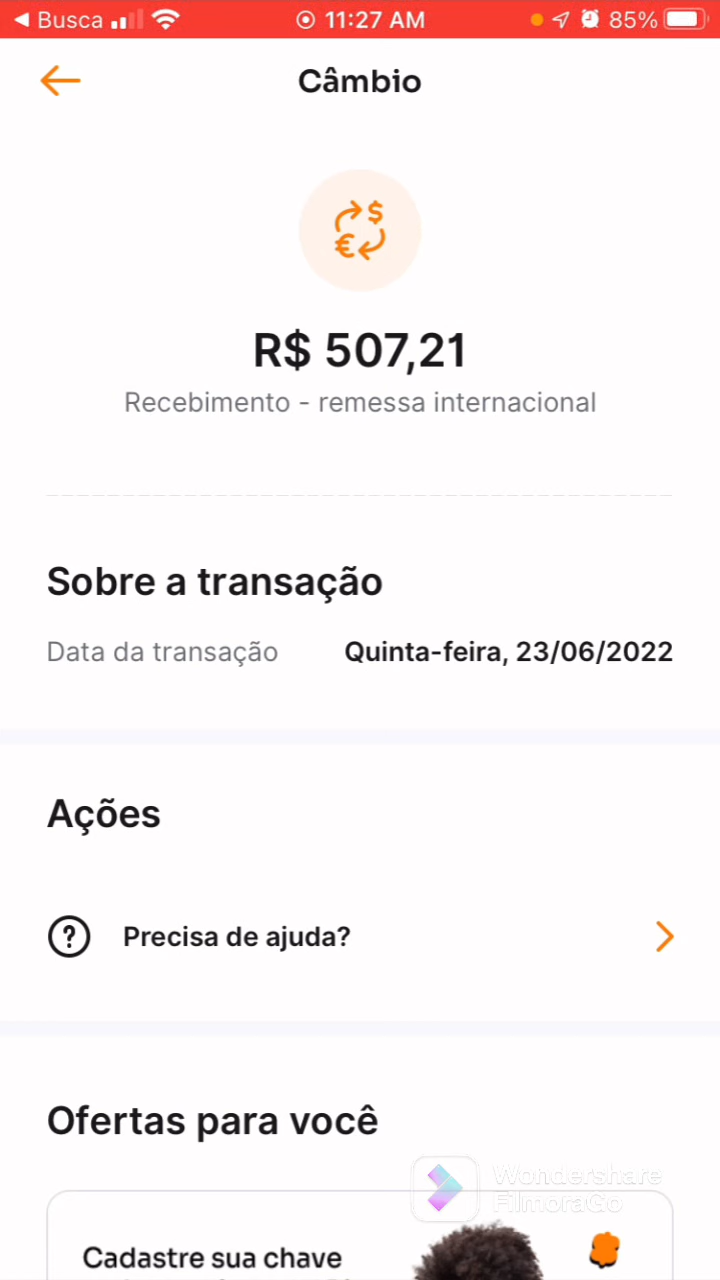 Busca 11:27 AM 85%
Câmbio
$
€
R$ 507,21
Recebimento - remessa internacional
Sobre a transação
Data da transação Quinta-feira, 23/06/2022
Ações
? Precisa de ajuda?
Ofertas para você
Wondershare
FilmoraGo
Cadastre sua chave